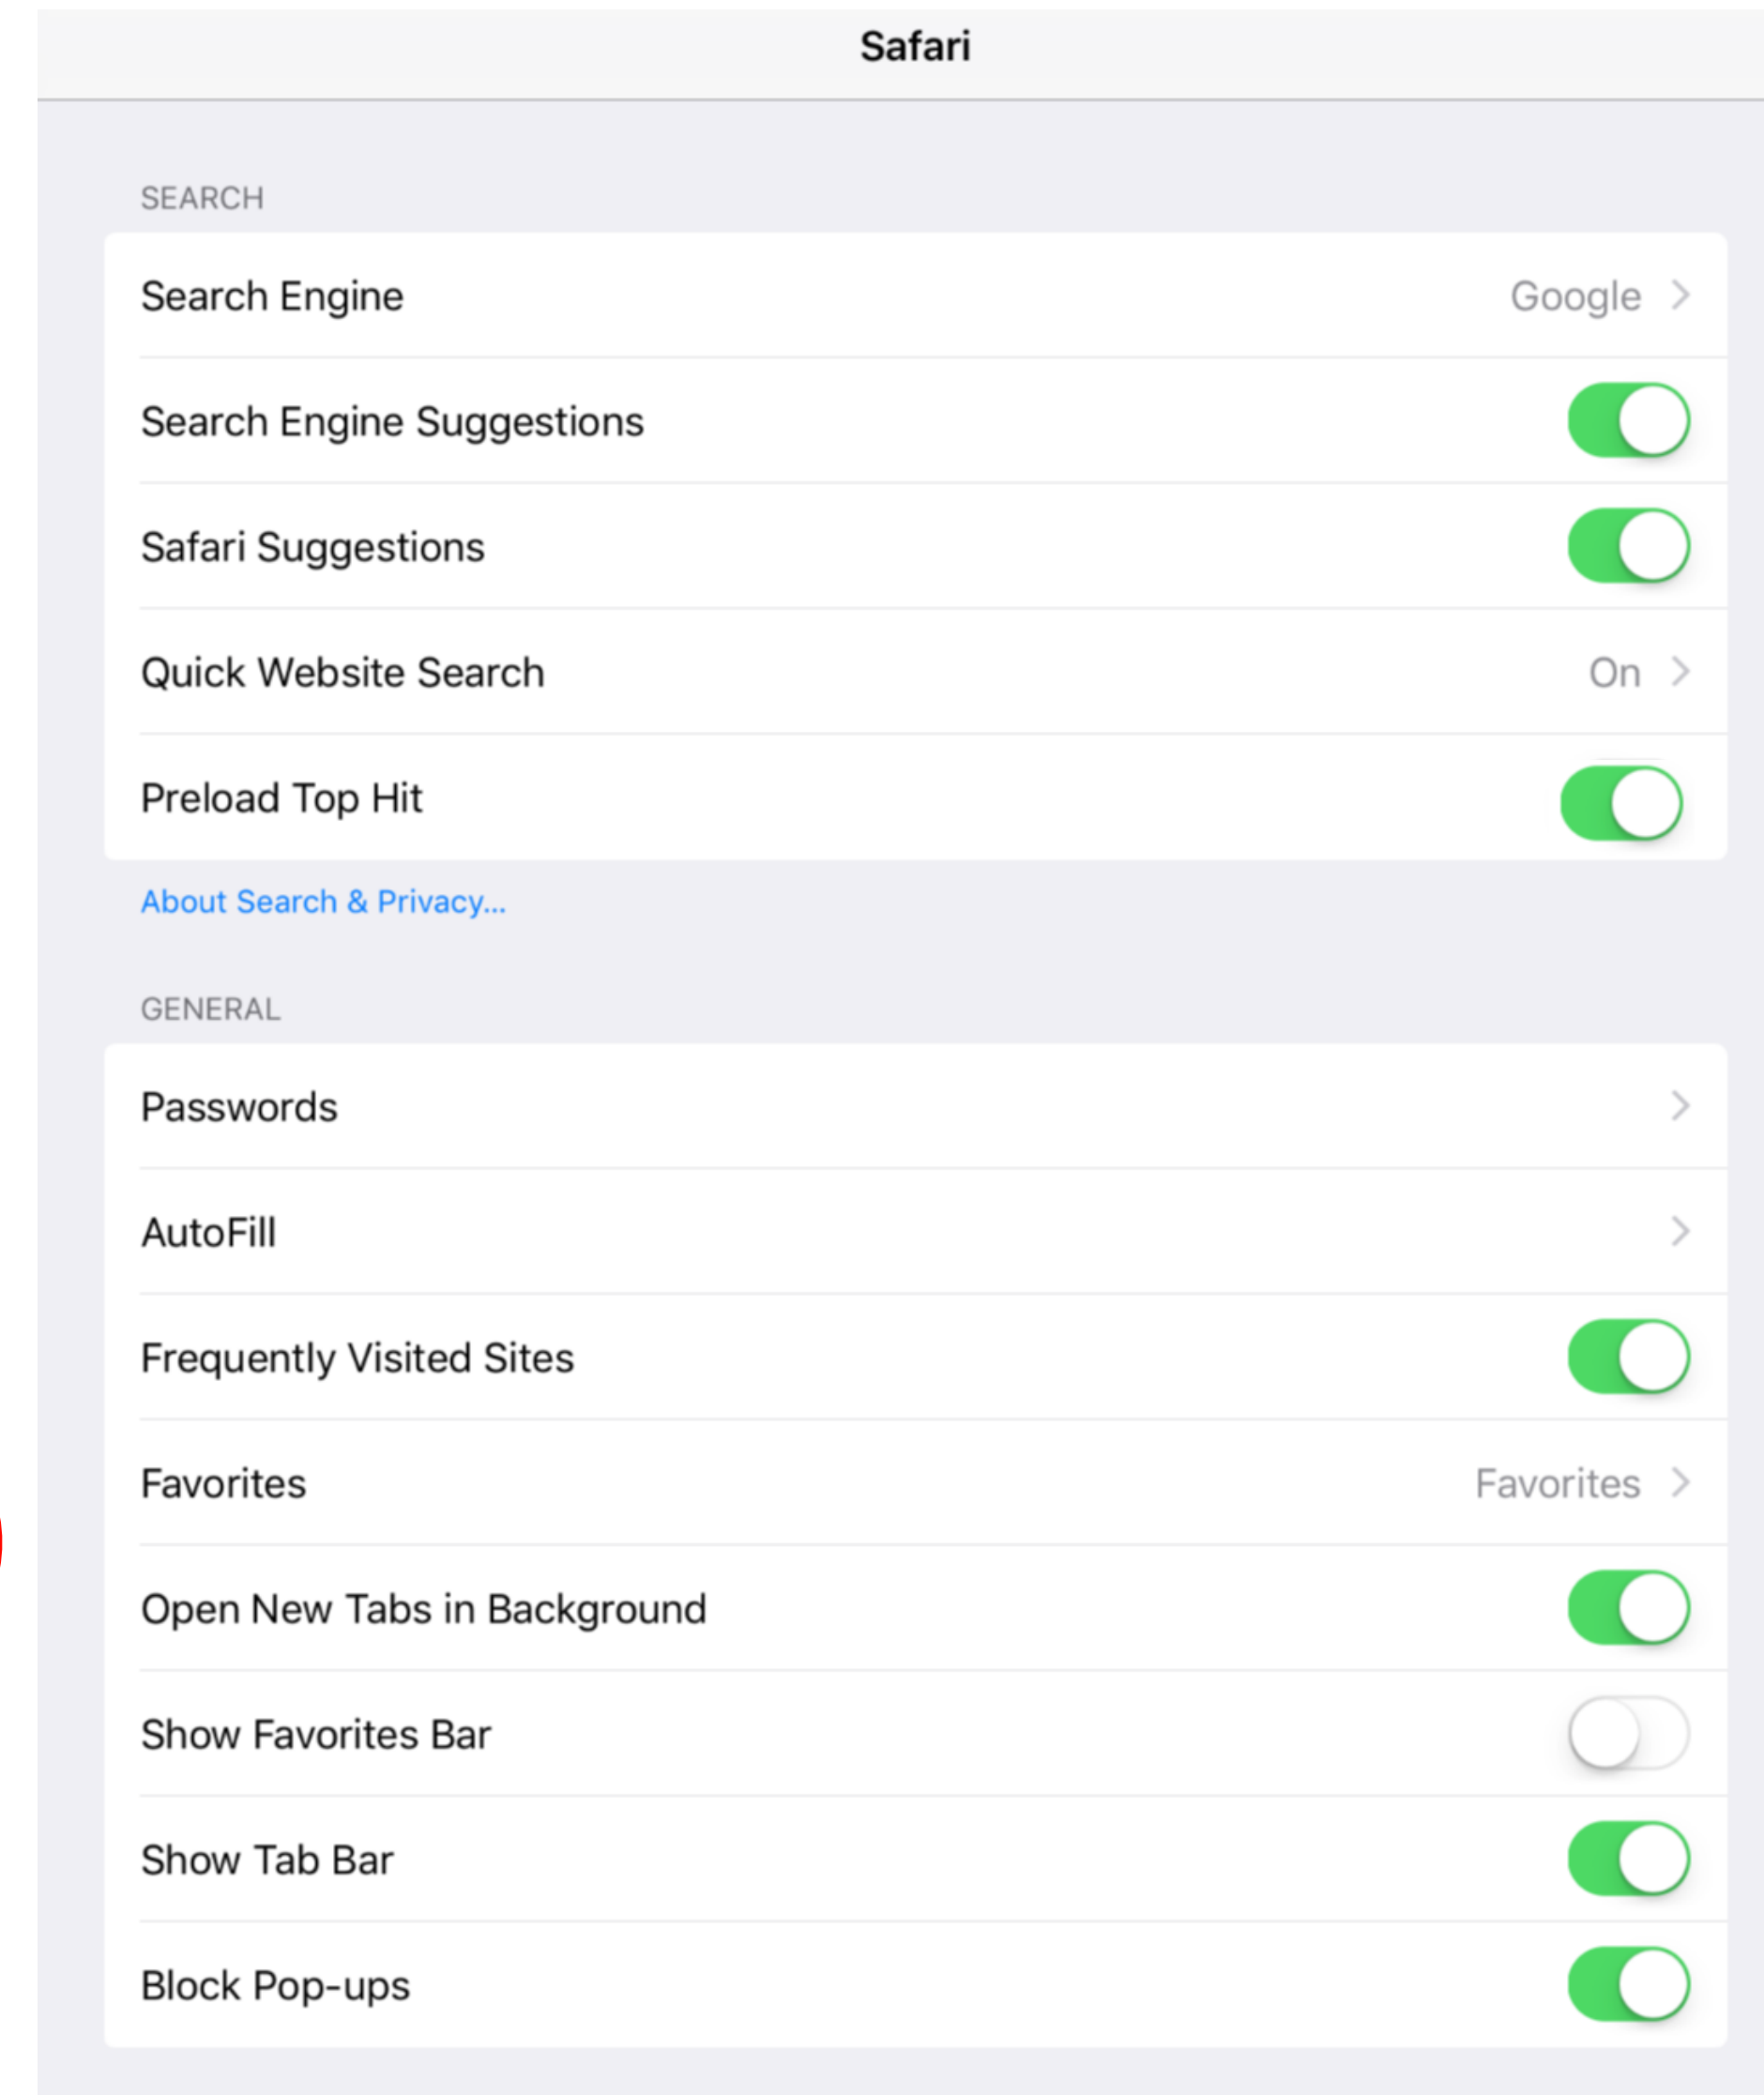 Safari
SEARCH
Search Engine Google
Search Engine Suggestions
Safari Suggestions
Quick Website Search On
Preload Top Hit
About Search & Privacy...
GENERAL
Passwords
AutoFill
Frequently Visited Sites
Favorites Favorites
Open New Tabs in Background
Show Favorites Bar
Show Tab Bar
Block Pop-ups